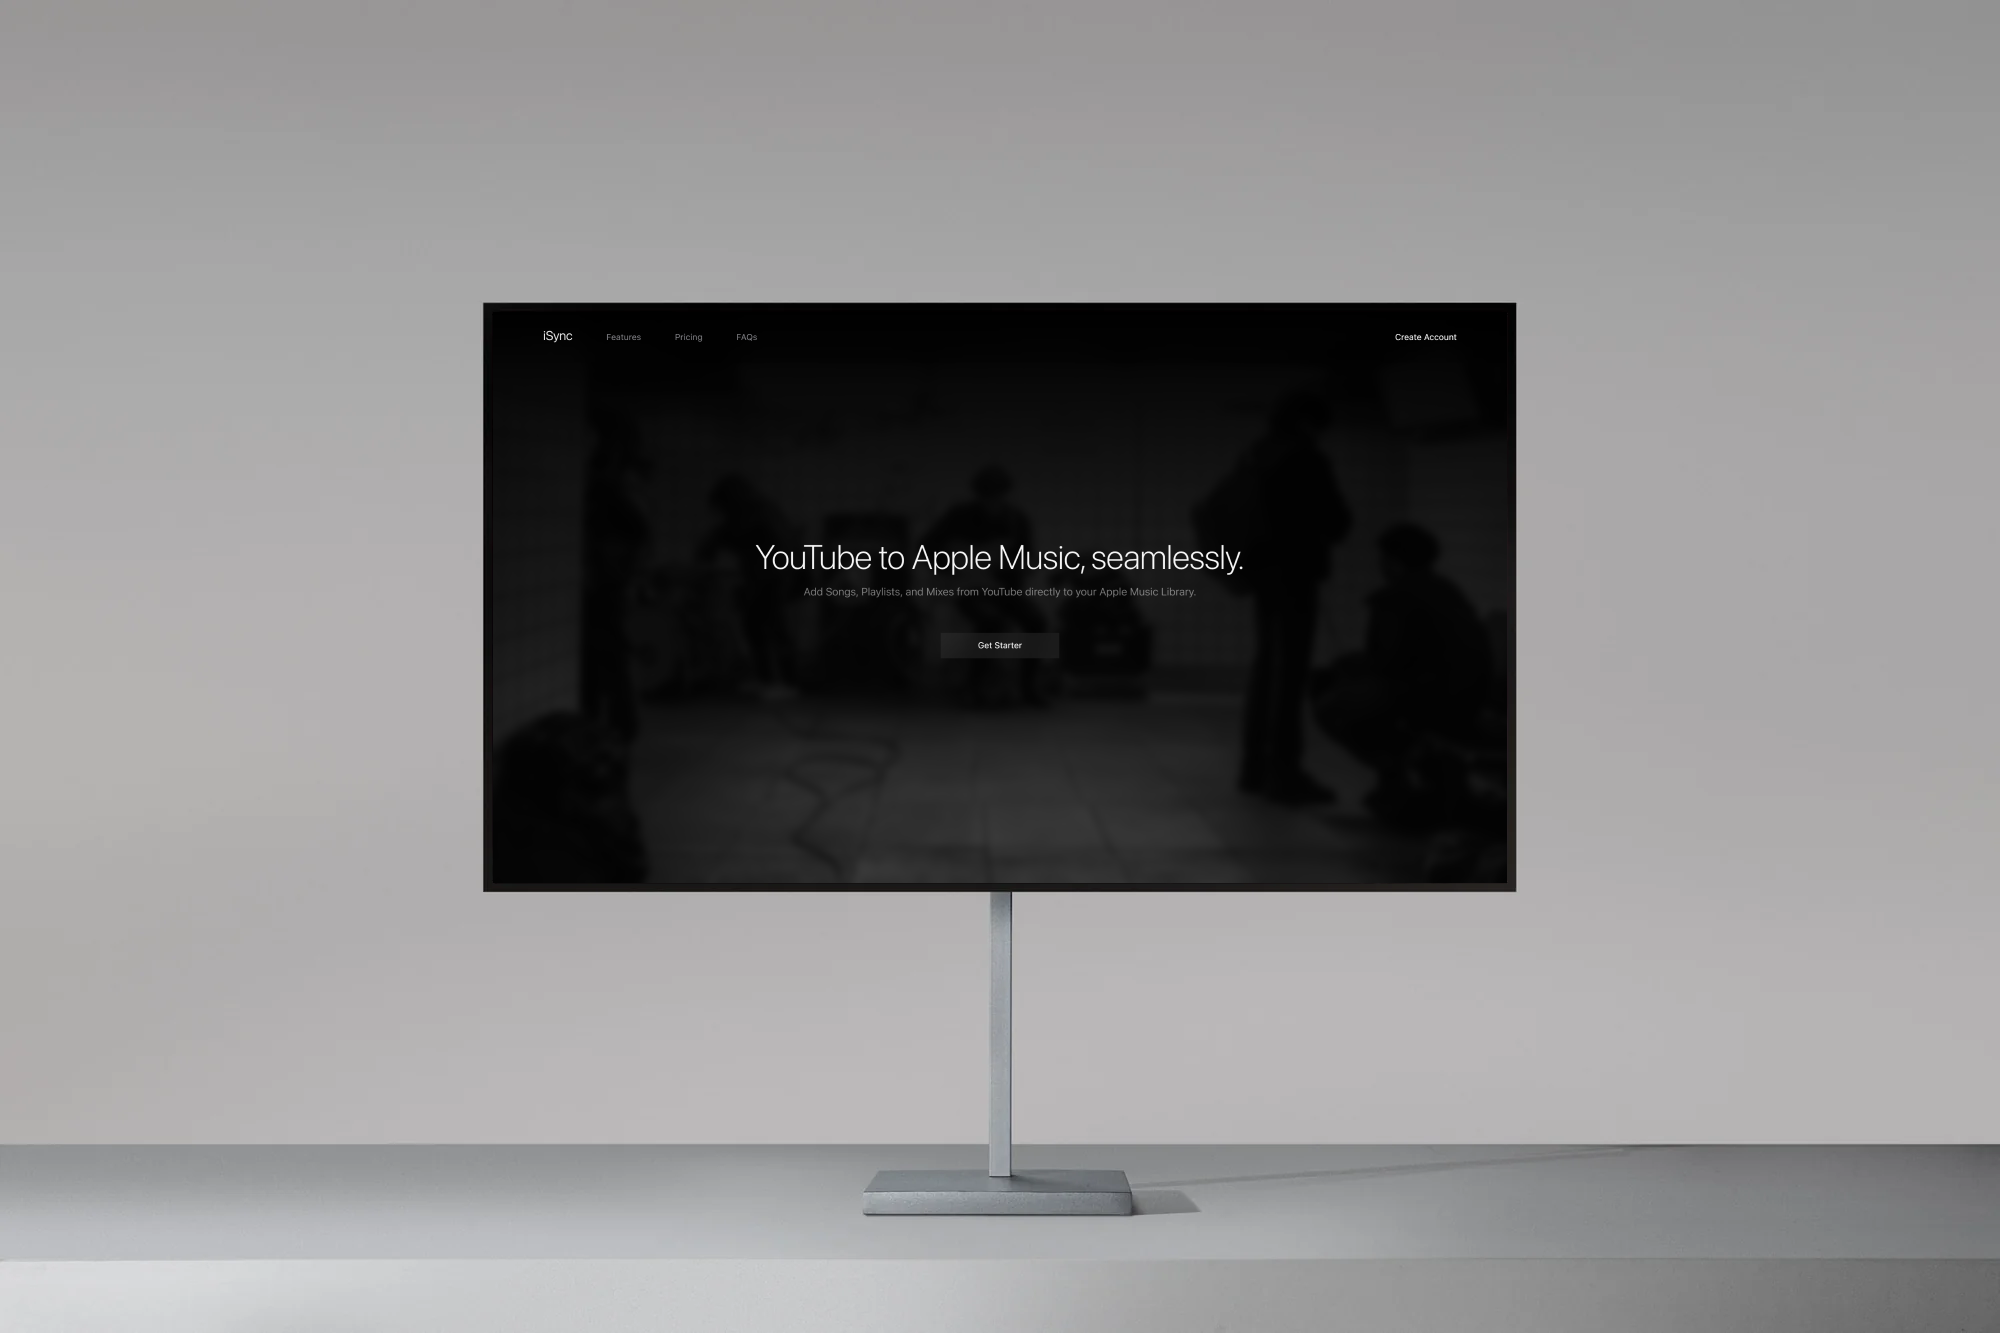 iSync Features Pricing FAQs Create Account
YouTube to Apple Music, seamlessly.
Add Songs, Playlists, and Mixes from YouTube directly to your Apple Music Library.
Get Starter